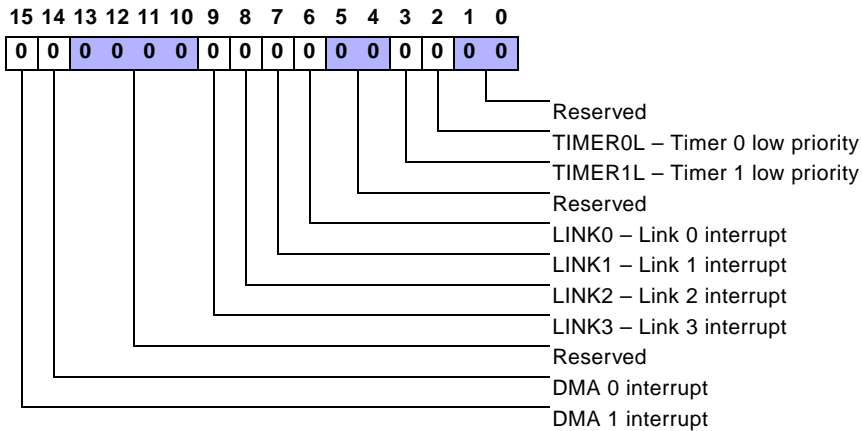 15 14 13 12 11 10 9 8 7 6 5 4 3 2 1 0
0 0 0 0 0 0 0 0 0 0 0 0 0 0 0 0
Reserved
TIMER0L – Timer 0 low priority
TIMER1L – Timer 1 low priority
Reserved
LINK0 – Link 0 interrupt
LINK1 – Link 1 interrupt
LINK2 – Link 2 interrupt
LINK3 – Link 3 interrupt
Reserved
DMA 0 interrupt
DMA 1 interrupt